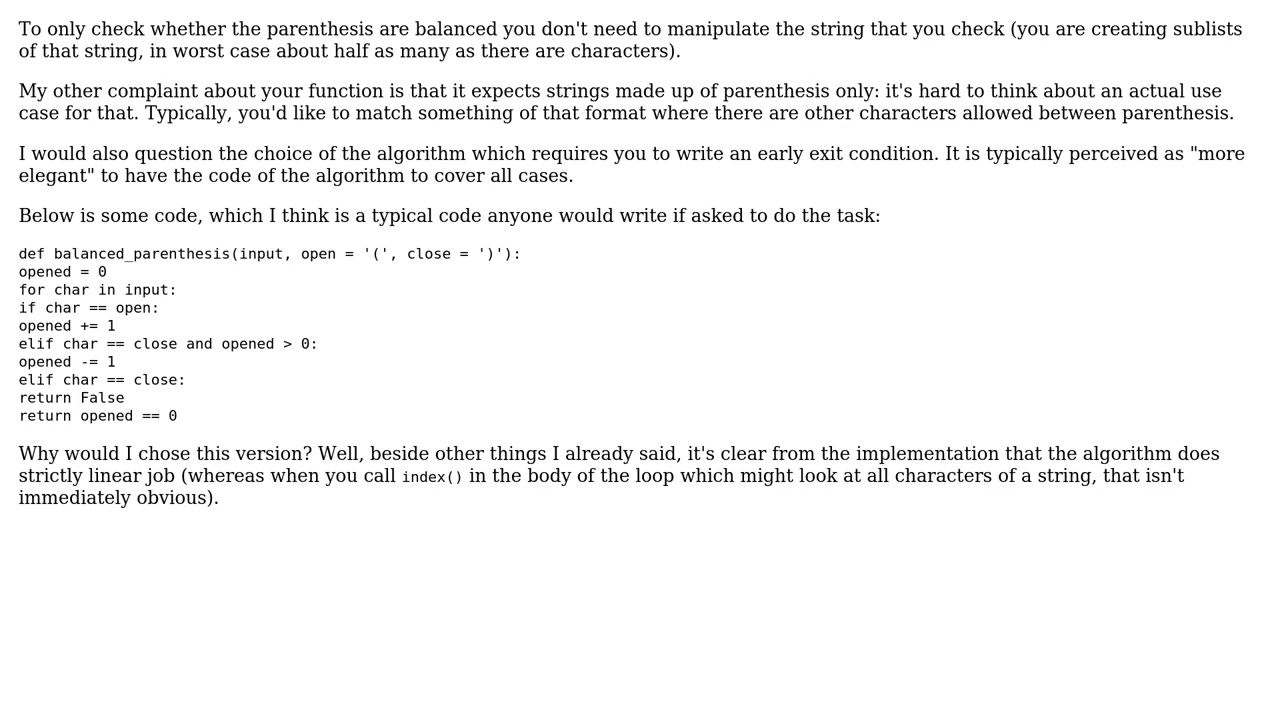 To only check whether the parenthesis are balanced you don't need to manipulate the string that you check (you are creating sublists
of that string, in worst case about half as many as there are characters).
My other complaint about your function is that it expects strings made up of parenthesis only: it's hard to think about an actual use
case for that. Typically, you'd like to match something of that format where there are other characters allowed between parenthesis.
I would also question the choice of the algorithm which requires you to write an early exit condition. It is typically perceived as "more
elegant" to have the code of the algorithm to cover all cases.
Below is some code, which I think is a typical code anyone would write if asked to do the task:
def balanced_parenthesis(input, open = '(', close = ')'):
opened = 0
for char in input:
if char == open:
opened += 1
elif char == close and opened > 0:
opened -= 1
elif char == close:
return False
return opened == 0
Why would I chose this version? Well, beside other things I already said, it's clear from the implementation that the algorithm does
strictly linear job (whereas when you call index() in the body of the loop which might look at all characters of a string, that isn't
immediately obvious).